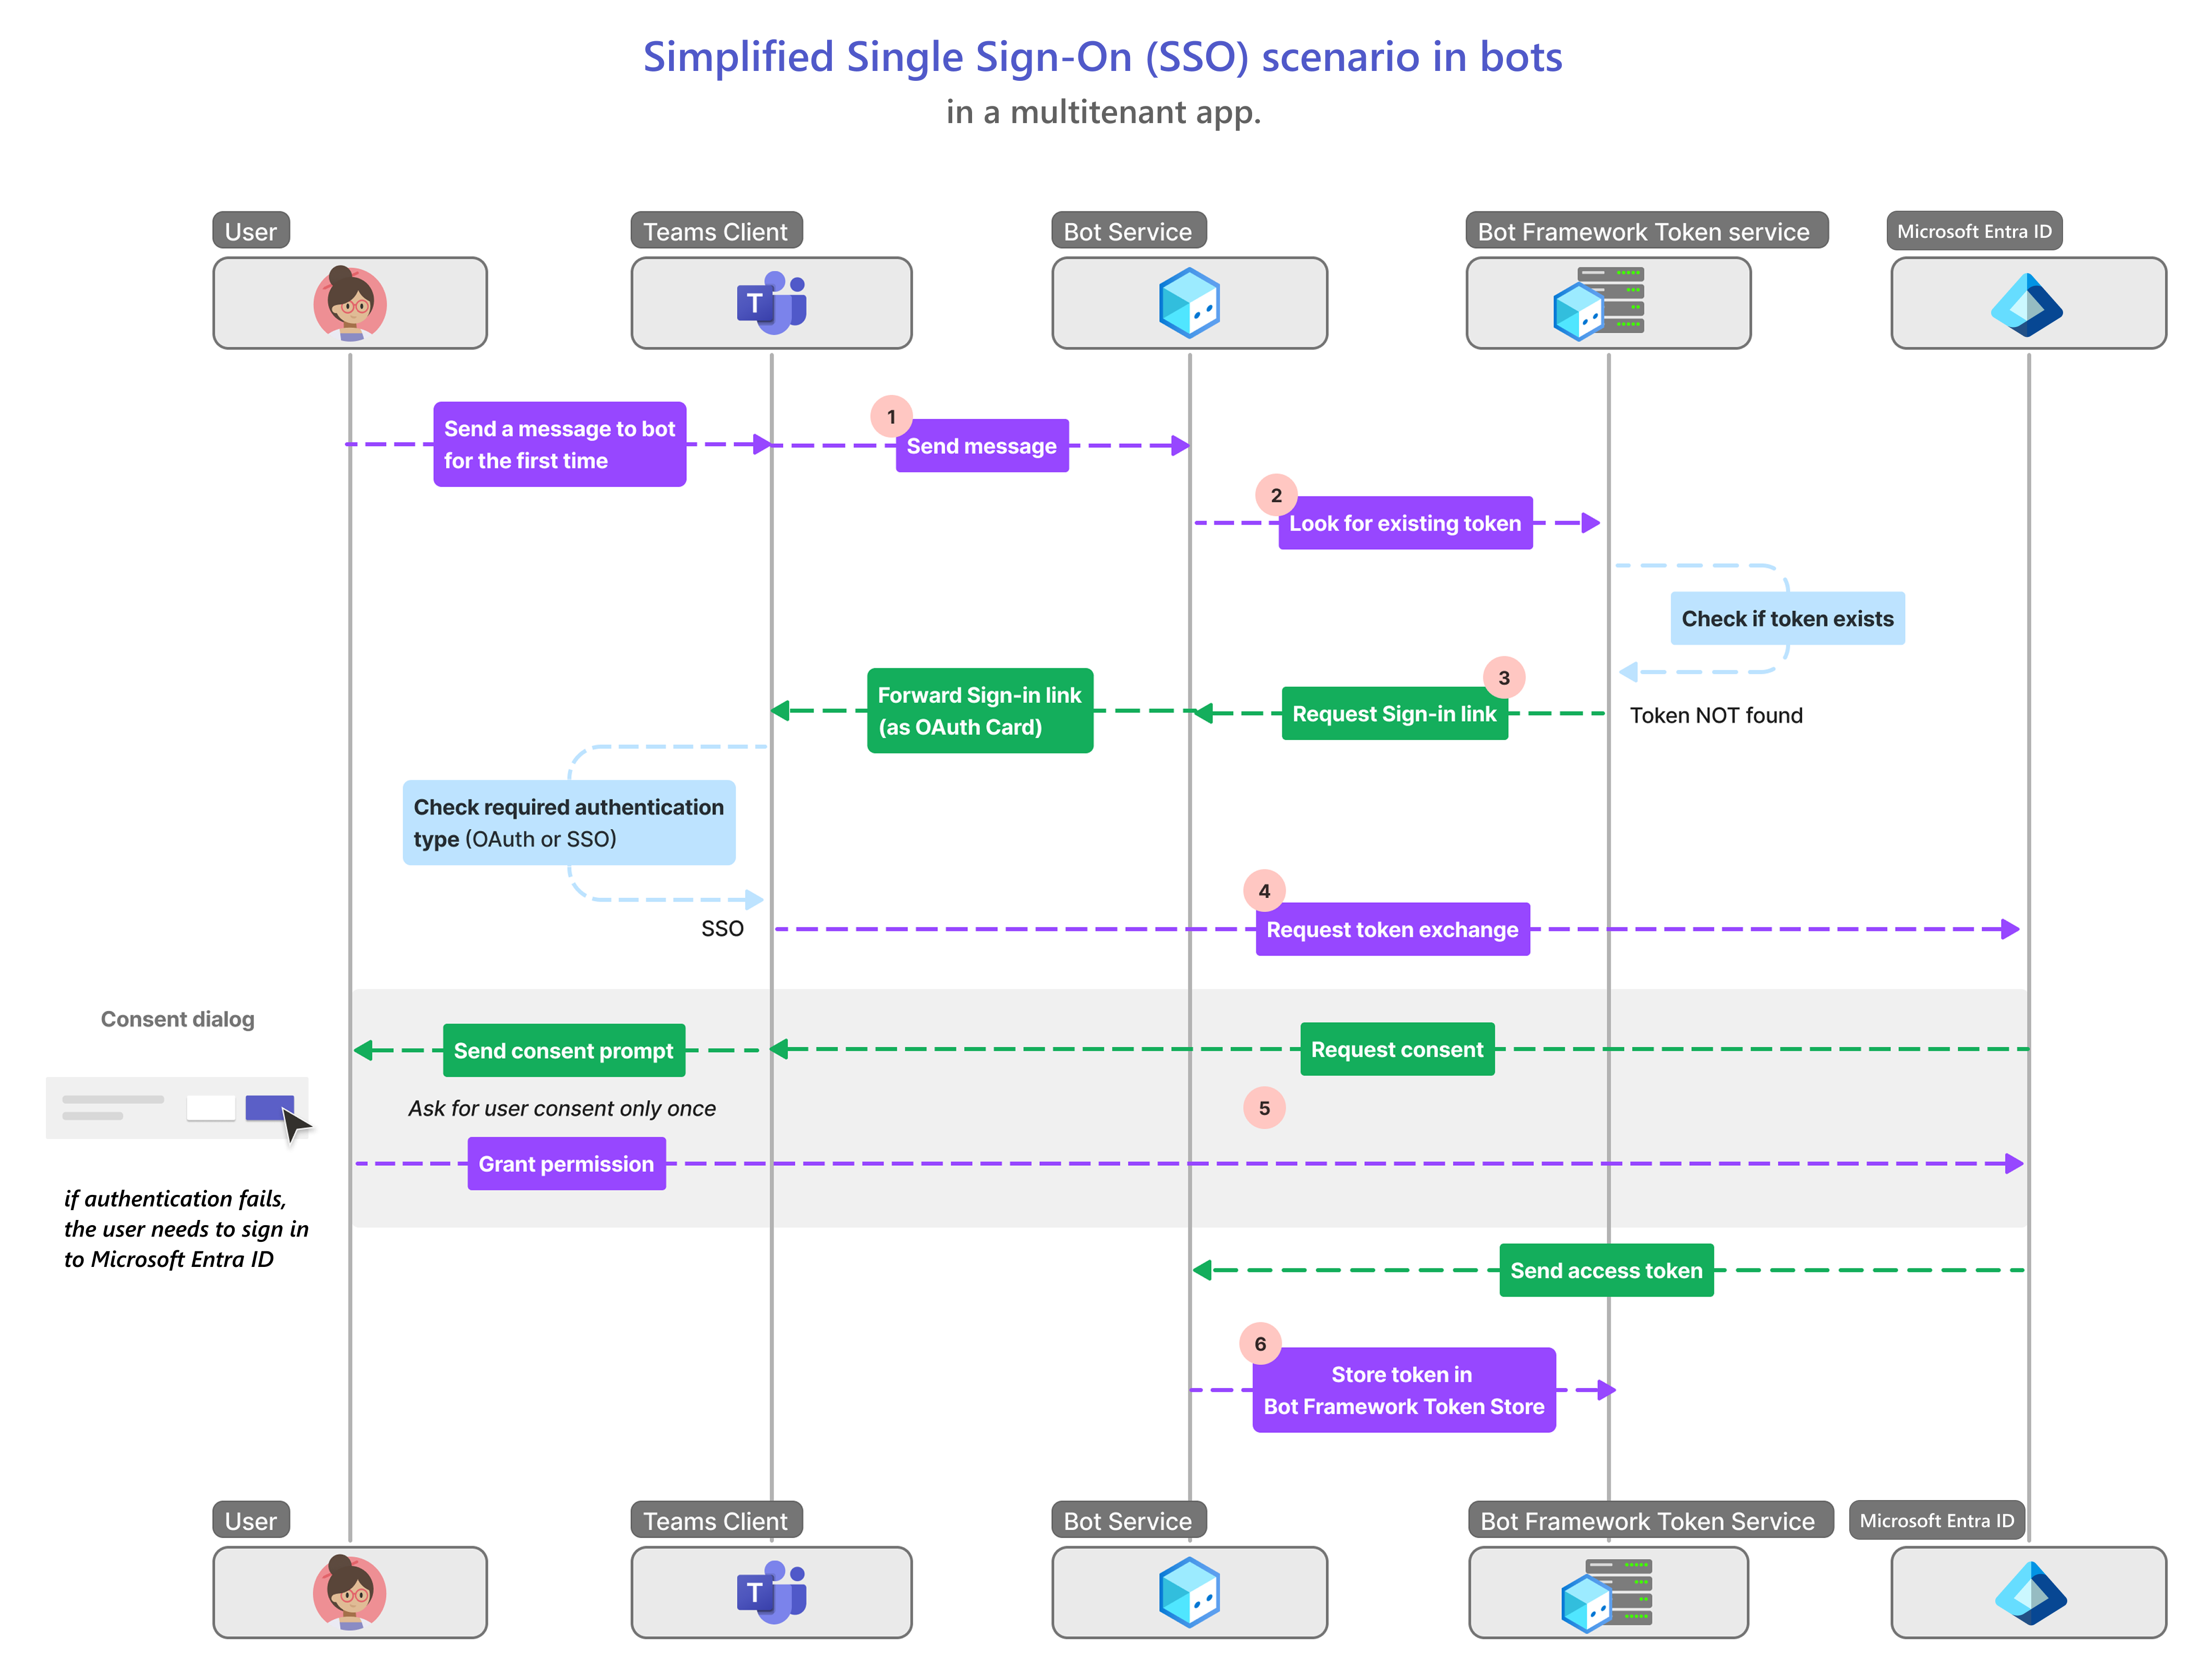 Simplified Single Sign-On (SSO) scenario in bots
in a multitenant app.
User
Teams Client
Bot Service
Bot Framework Token service
Microsoft Entra ID
T
Send a message to bot
for the first time
1
Send message
2
Look for existing token
Check if token exists
3
Forward Sign-in link
(as OAuth Card)
Request Sign-in link
Token NOT found
Check required authentication
type (OAuth or SSO)
4
SSO
Request token exchange
Consent dialog
Send consent prompt
Request consent
Ask for user consent only once
5
Grant permission
if authentication fails,
the user needs to sign in
to Microsoft Entra ID
Send access token
6
Store token in
Bot Framework Token Store
User
Teams Client
Bot Service
Bot Framework Token Service
Microsoft Entra ID
T